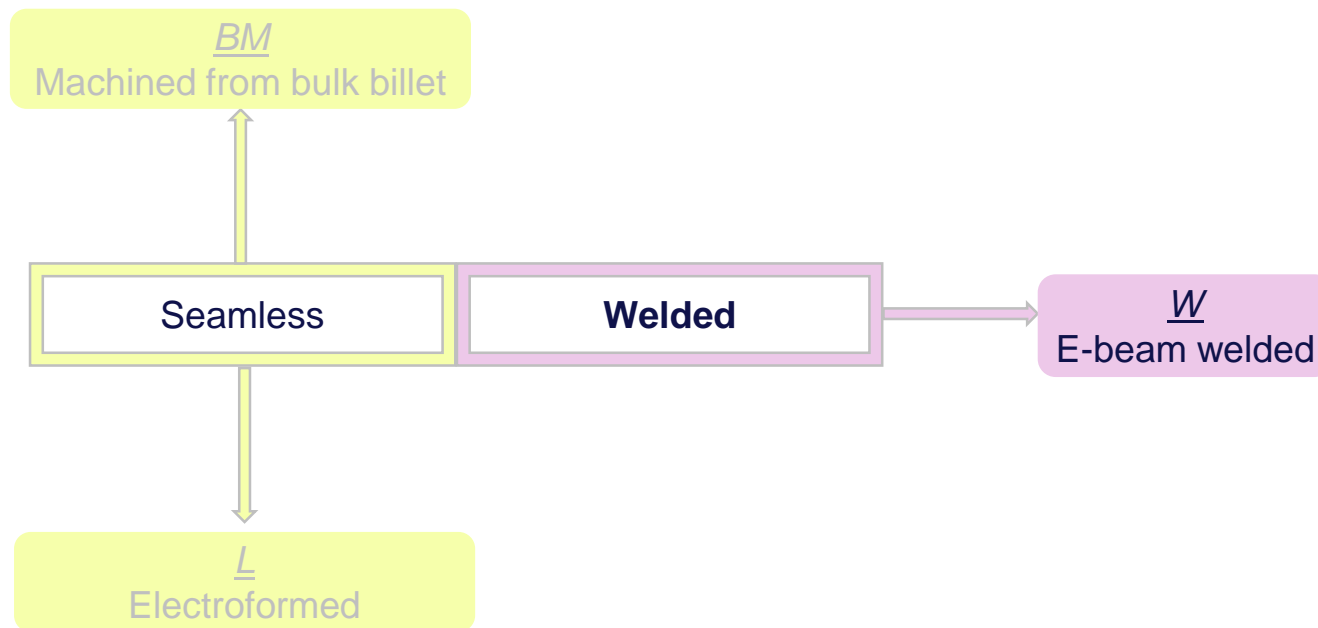 BM
Machined from bulk billet
Seamless
Welded
W
E-beam welded
L
Electroformed